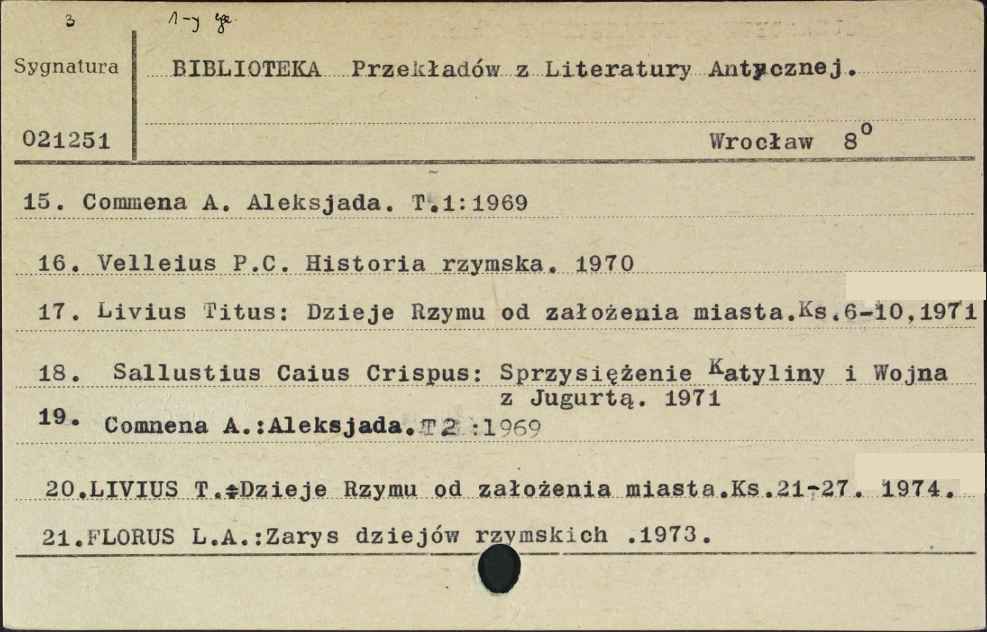 3 1-y
Sygnatura BIBLIOTEKA Przekładów z Literatury Antycznej.
021251 Wrocław 8º
15. Commena A. Aleksjada. T.1:1969
16. Velleius P.C. Historia rzymska. 1970
17. Livius Titus: Dzieje Rzymu od założenia miasta.Ks.6-10,1971
18. Sallustius Caius Crispus: Sprzysiężenie Katyliny i Wojna
z Jugurtą. 1971
19. Comnena A.:Aleksjada.T2 :1969
20.LIVIUS T.:Dzieje Rzymu od założenia miasta.Ks.21-27. 1974.
21.FLORUS L.A.:Zarys dziejów rzymskich .1973.